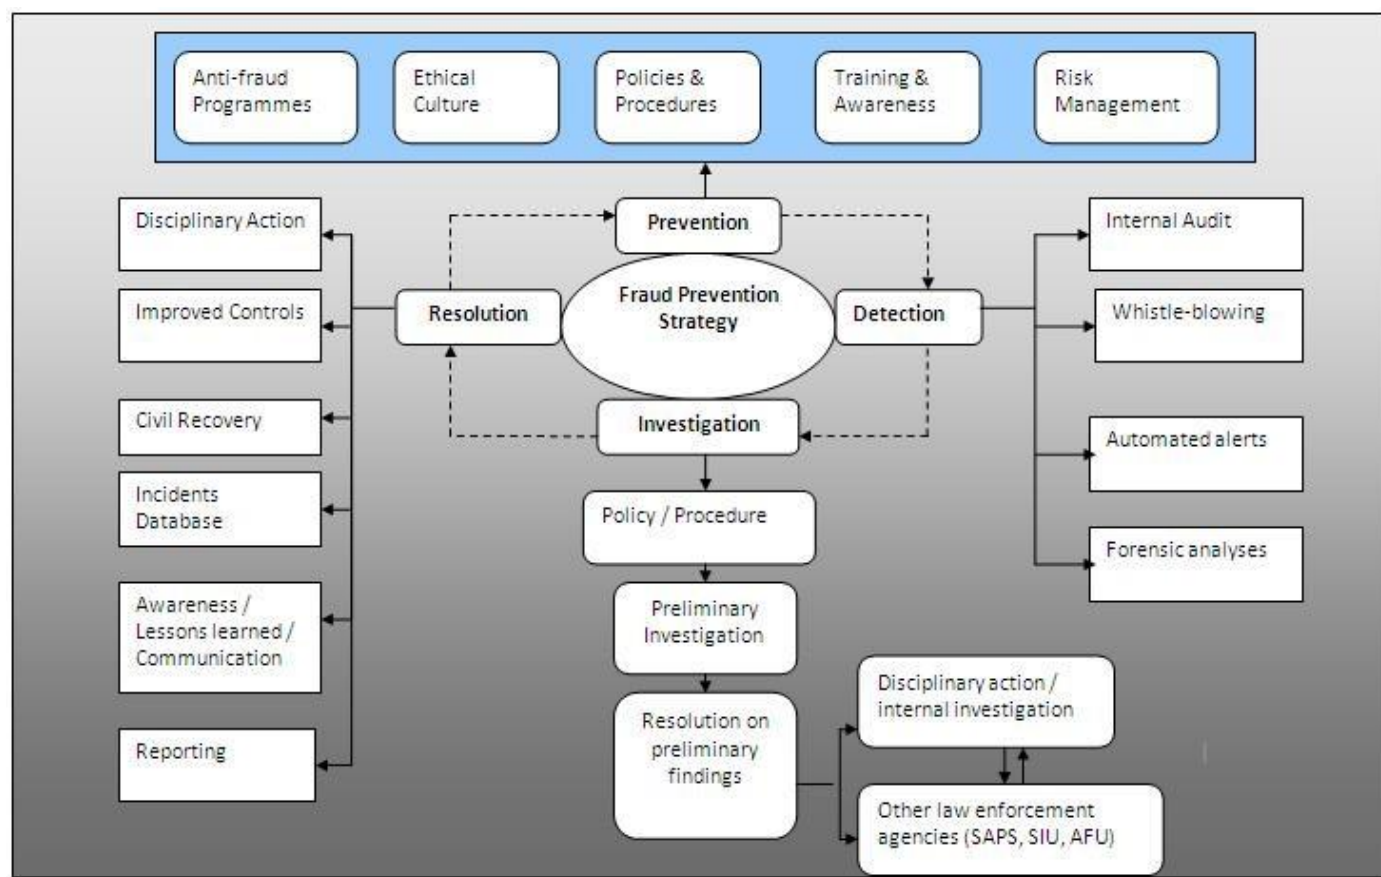 Anti-fraud
Programmes
Ethical
Culture
Policies &
Procedures
Training &
Awareness
Risk
Management
Prevention
Disciplinary Action
Internal Audit
Improved Controls
Resolution
Fraud Prevention
Strategy
Detection
Whistle-blowing
Civil Recovery
Investigation
Automated alerts
Incidents
Database
Policy / Procedure
Forensic analyses
Awareness /
Lessons learned /
Communication
Preliminary
Investigation
Reporting
Resolution on
preliminary
findings
Disciplinary action /
internal investigation
Other law enforcement
agencies (SAPS, SIU, AFU)